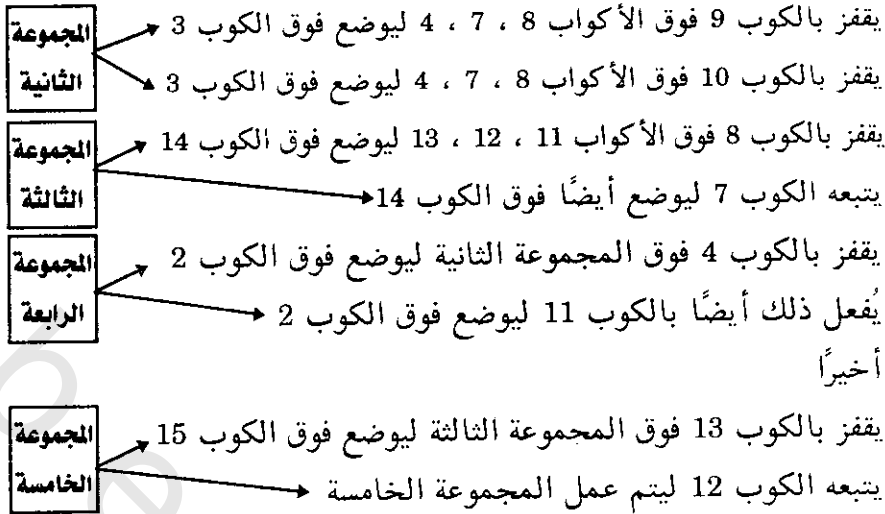 يقفز بالكوب 9 فوق الأكواب 8 ، 7 ، 4 ليوضع فوق الكوب 3
يقفز بالكوب 10 فوق الأكواب 8 ، 7 ، 4 ليوضع فوق الكوب 3
المجموعة
الثانية
يقفز بالكوب 8 فوق الأكواب 11 ، 12 ، 13 ليوضع فوق الكوب 14
يتبعه الكوب 7 ليوضع أيضًا فوق الكوب 14
المجموعة
الثالثة
يقفز بالكوب 4 فوق المجموعة الثانية ليوضع فوق الكوب 2
يُفعل ذلك أيضًا بالكوب 11 ليوضع فوق الكوب 2
المجموعة
الرابعة
أخيرًا
يقفز بالكوب 13 فوق المجموعة الثالثة ليوضع فوق الكوب 15
يتبعه الكوب 12 ليتم عمل المجموعة الخامسة
المجموعة
الخامسة